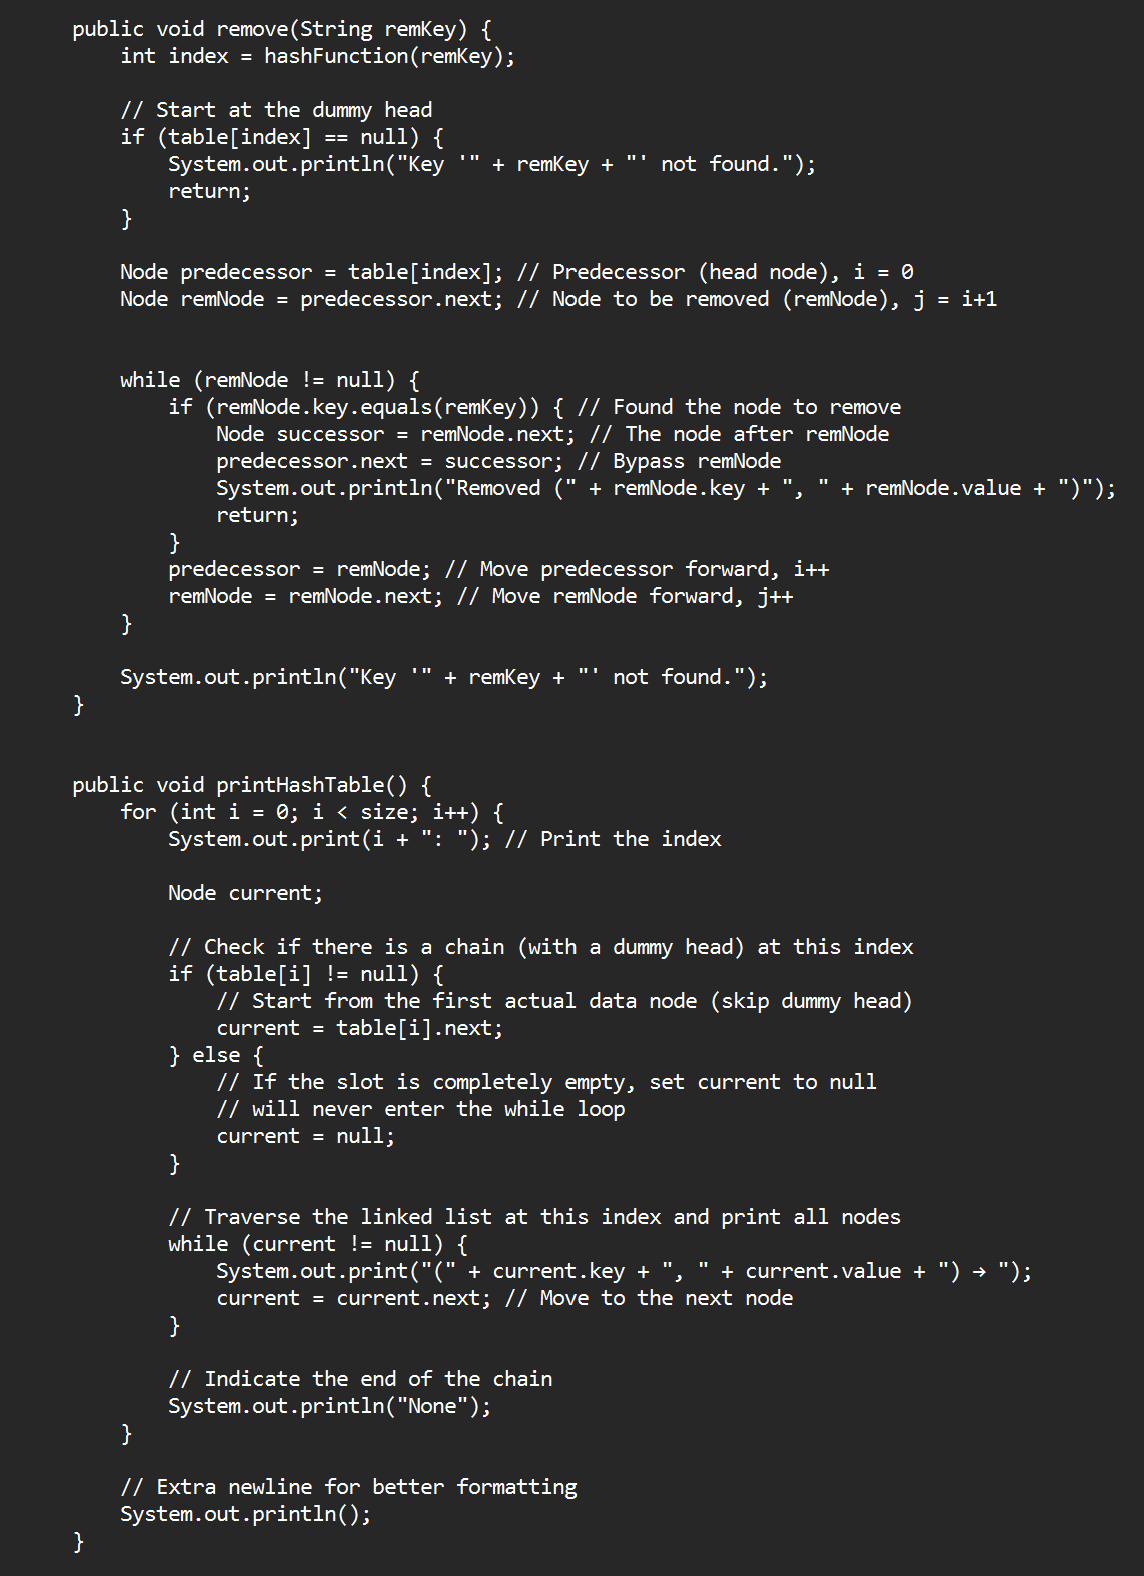 public void remove(String remKey) {
    int index = hashFunction(remKey);

    // Start at the dummy head
    if (table[index] == null) {
        System.out.println("Key '" + remKey + "' not found.");
        return;
    }

    Node predecessor = table[index]; // Predecessor (head node), i = 0
    Node remNode = predecessor.next; // Node to be removed (remNode), j = i+1


    while (remNode != null) {
        if (remNode.key.equals(remKey)) { // Found the node to remove
            Node successor = remNode.next; // The node after remNode
            predecessor.next = successor; // Bypass remNode
            System.out.println("Removed (" + remNode.key + ", " + remNode.value + ")");
            return;
        }
        predecessor = remNode; // Move predecessor forward, i++
        remNode = remNode.next; // Move remNode forward, j++
    }

    System.out.println("Key '" + remKey + "' not found.");
}


public void printHashTable() {
    for (int i = 0; i < size; i++) {
        System.out.print(i + ": "); // Print the index

        Node current;

        // Check if there is a chain (with a dummy head) at this index
        if (table[i] != null) {
            // Start from the first actual data node (skip dummy head)
            current = table[i].next;
        } else {
            // If the slot is completely empty, set current to null
            // will never enter the while loop
            current = null;
        }

        // Traverse the linked list at this index and print all nodes
        while (current != null) {
            System.out.print("(" + current.key + ", " + current.value + ") → ");
            current = current.next; // Move to the next node
        }

        // Indicate the end of the chain
        System.out.println("None");
    }

    // Extra newline for better formatting
    System.out.println();
}